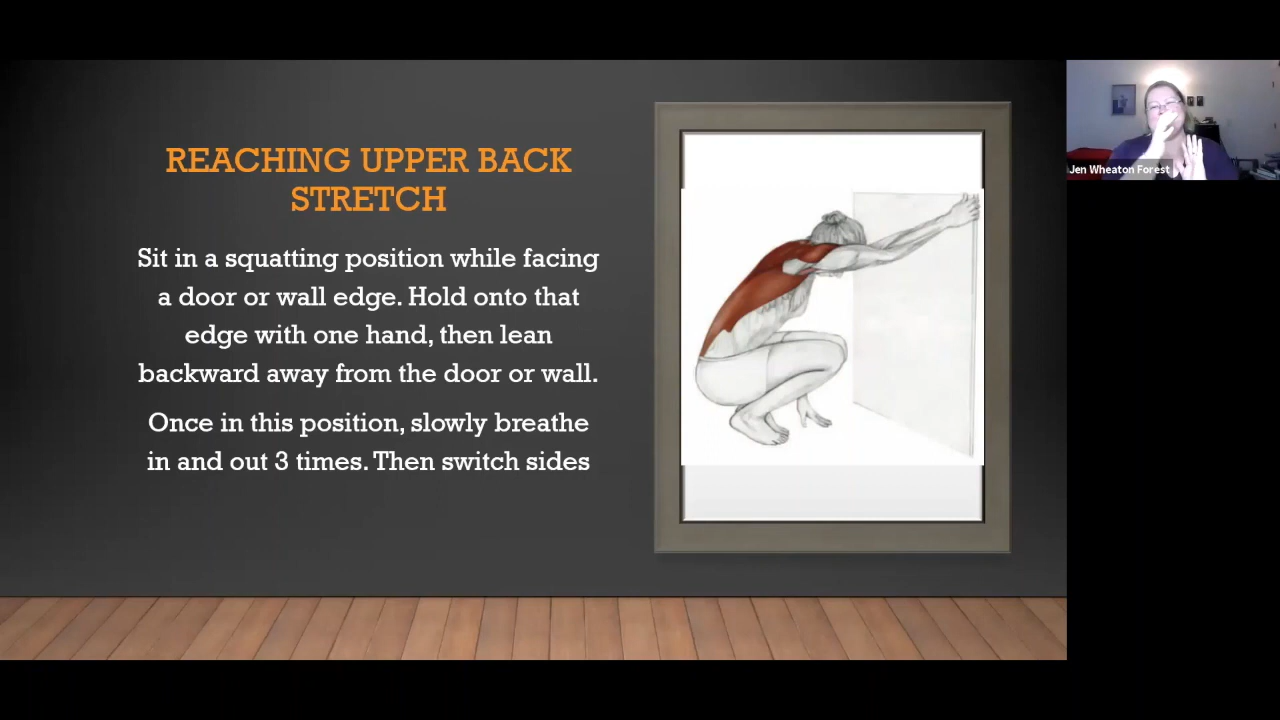 REACHING UPPER BACK
STRETCH
Sit in a squatting position while facing
a door or wall edge. Hold onto that
edge with one hand, then lean
backward away from the door or wall.
Once in this position, slowly breathe
in and out 3 times. Then switch sides
Jen Wheaton Forest